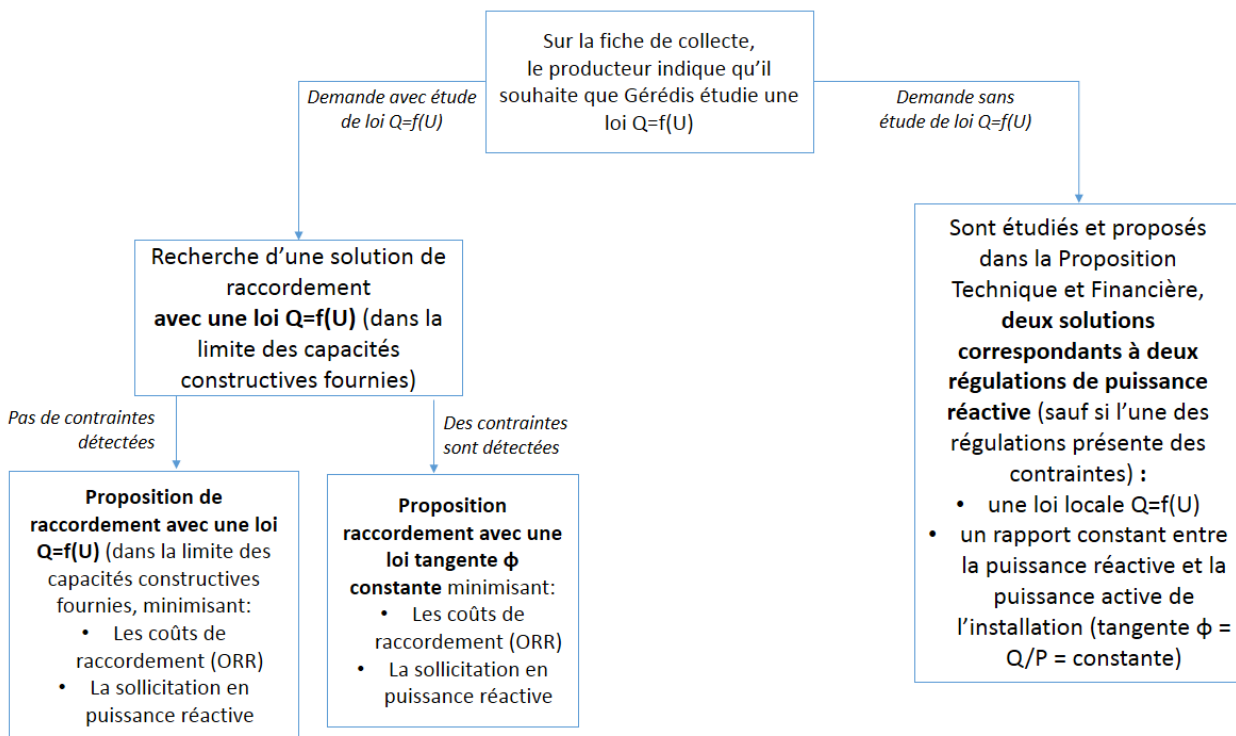 Sur la fiche de collecte,
le producteur indique qu'il
souhaite que Gérédis étudie une
loi Q=f(U)
Demande avec étude
de loi Q=f(U)
Demande sans
étude de loi Q=f(U)
Recherche d'une solution de
raccordement
avec une loi Q=f(U) (dans la
limite des capacités
constructives fournies)
Pas de contraintes
détectées
Des contraintes
sont détectées
Proposition de
raccordement avec une loi
Q=f(U) (dans la limite des
capacités constructives
fournies, minimisant:
• Les coûts de
raccordement (ORR)
• La sollicitation en
puissance réactive
Proposition
raccordement avec une
loi tangente ϕ
constante minimisant:
• Les coûts de
raccordement (ORR)
• La sollicitation en
puissance réactive
Sont étudiés et proposés
dans la Proposition
Technique et Financière,
deux solutions
correspondants à deux
régulations de puissance
réactive (sauf si l'une des
régulations présente des
contraintes) :
• une loi locale Q=f(U)
• un rapport constant entre
la puissance réactive et la
puissance active de
l'installation (tangente ϕ =
Q/P = constante)